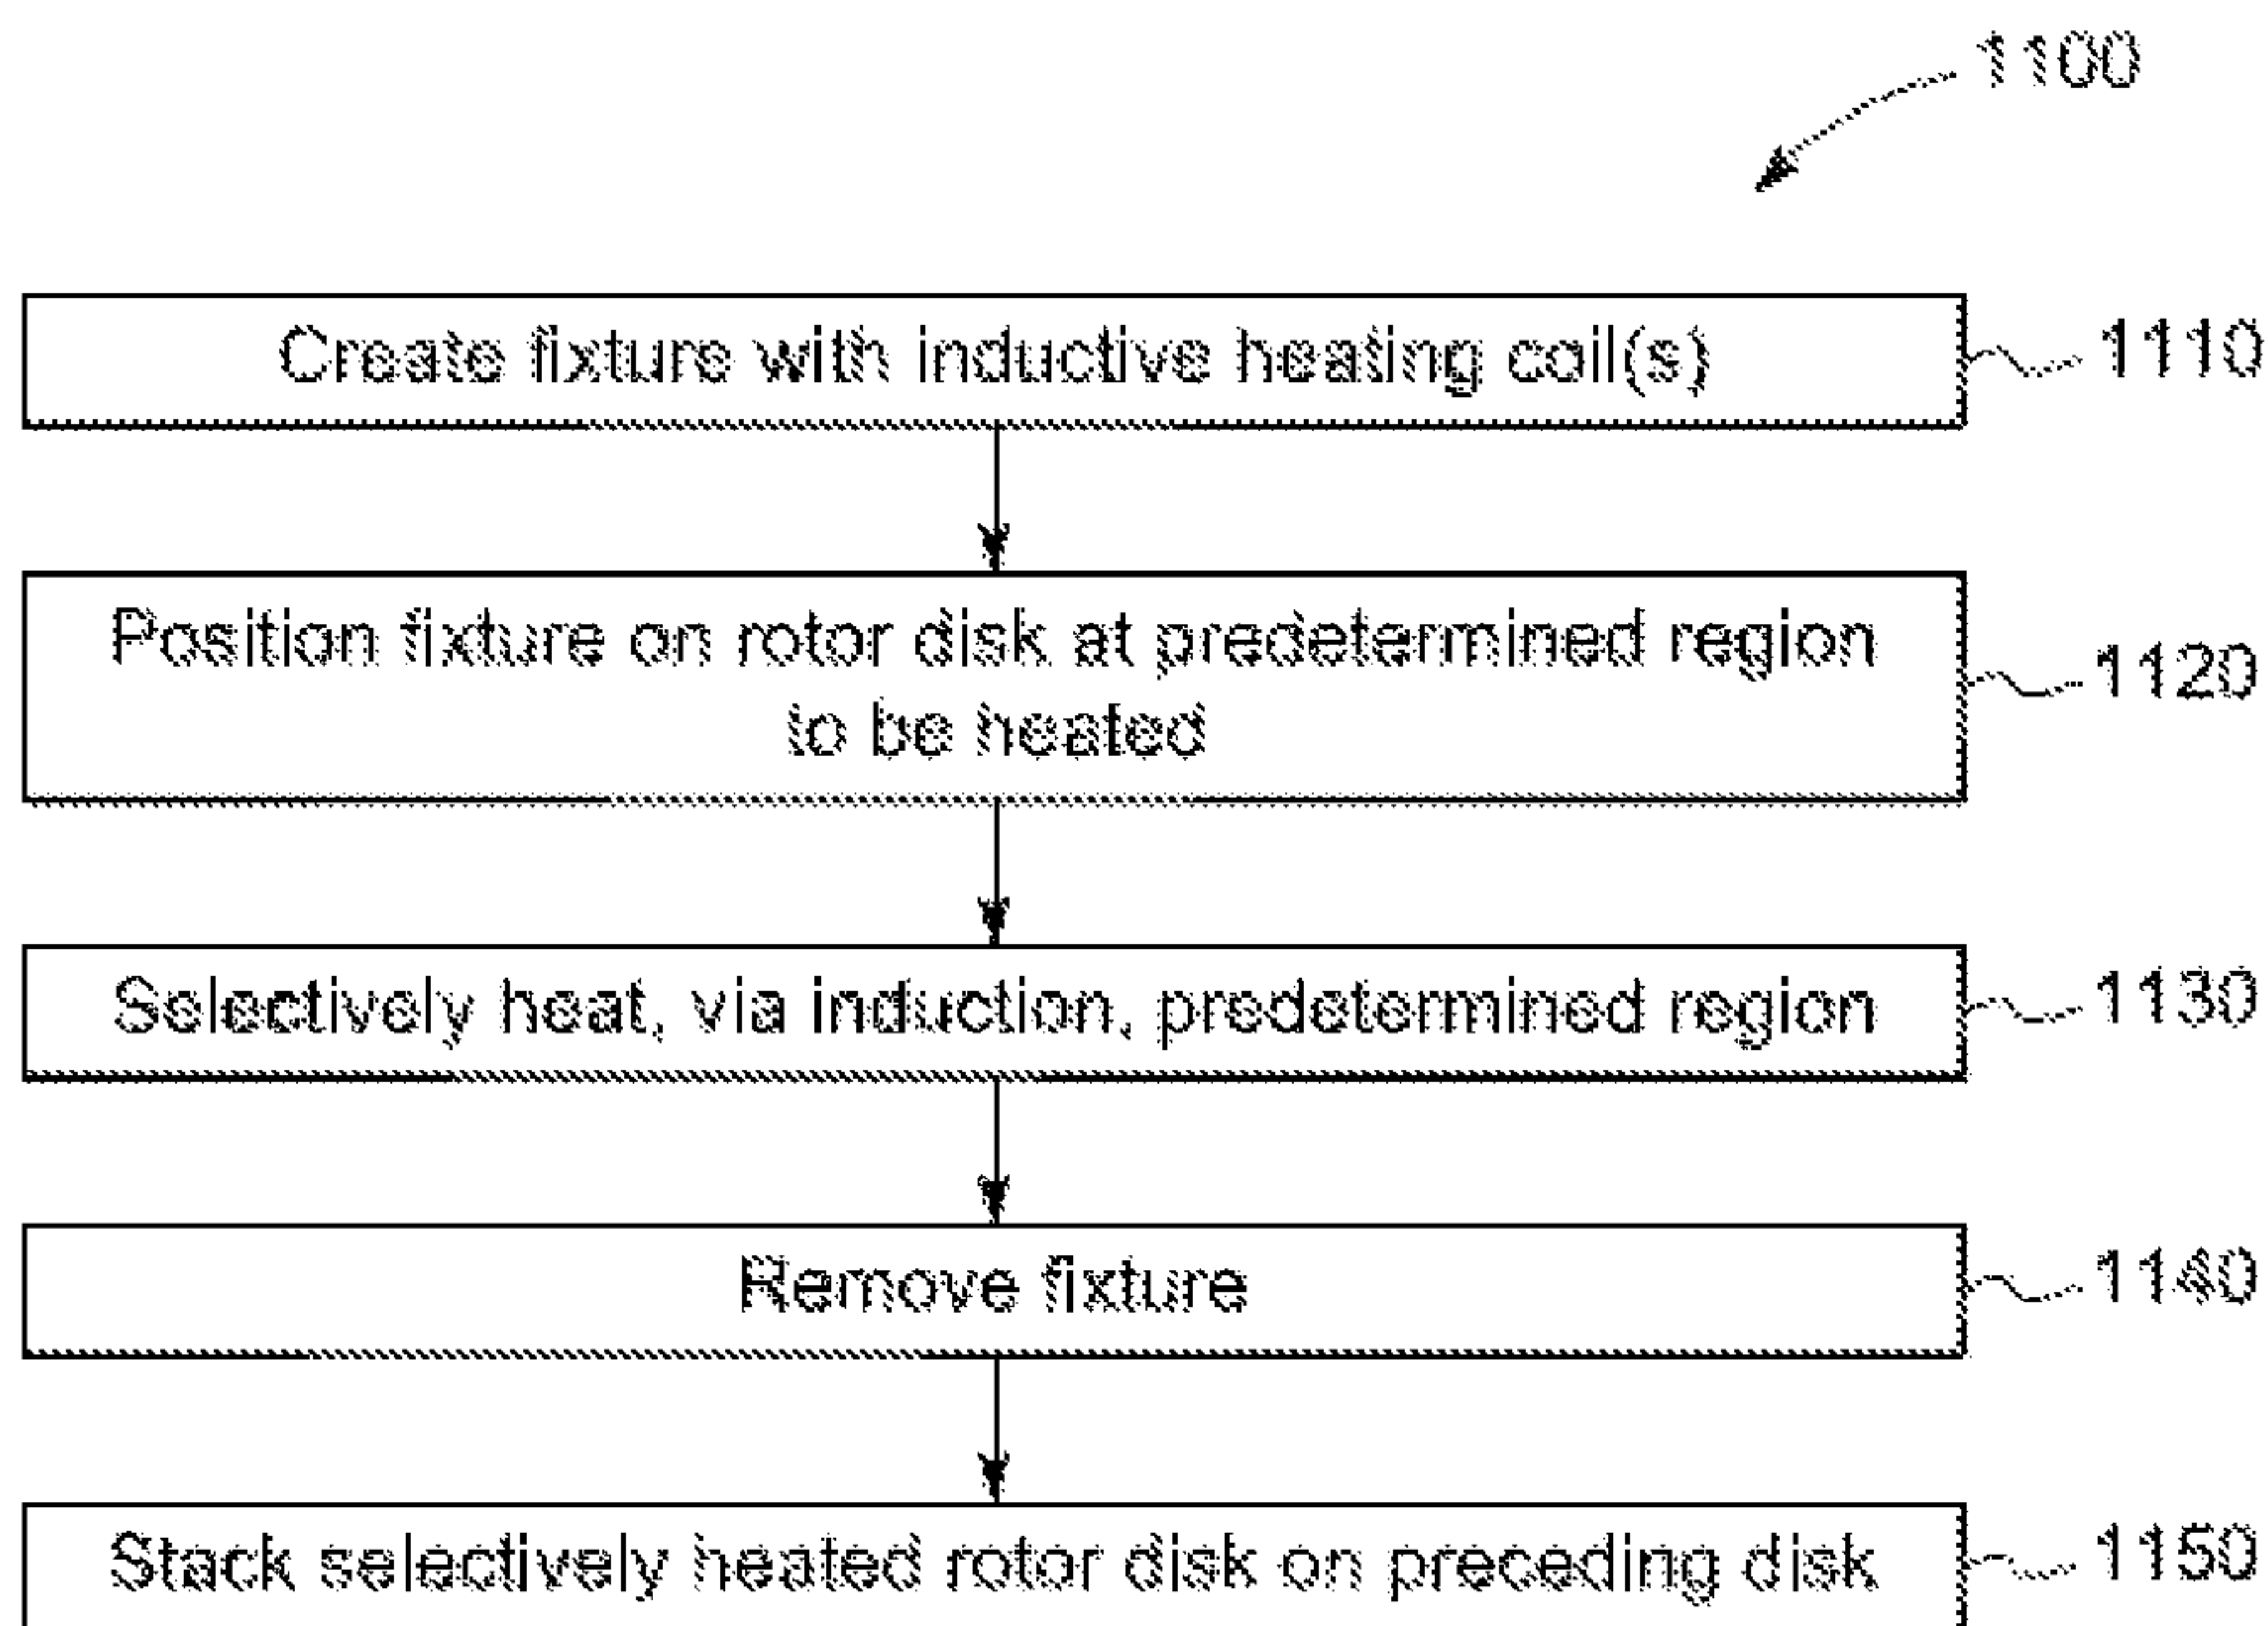 1100
Create fixture with inductive heating coil(s)
1110
Position fixture on rotor disk at predetermined region
to be heated
1120
Selectively heat, via induction, predetermined region
1130
Remove fixture
1140
Stack selectively heated rotor disk on preceding disk
1150